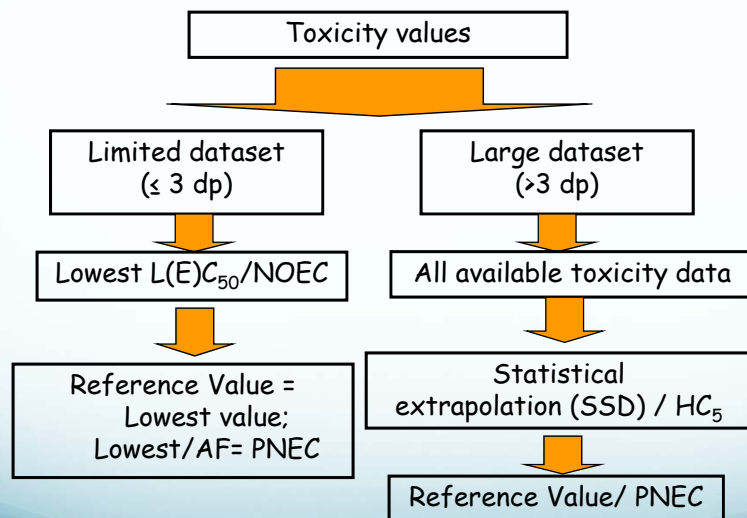 Toxicity values
Limited dataset
(≤ 3 dp)
Large dataset
(>3 dp)
Lowest L(E)C₅₀/NOEC
All available toxicity data
Reference Value =
Lowest value;
Lowest/AF= PNEC
Statistical
extrapolation (SSD) / HC₅
Reference Value/ PNEC